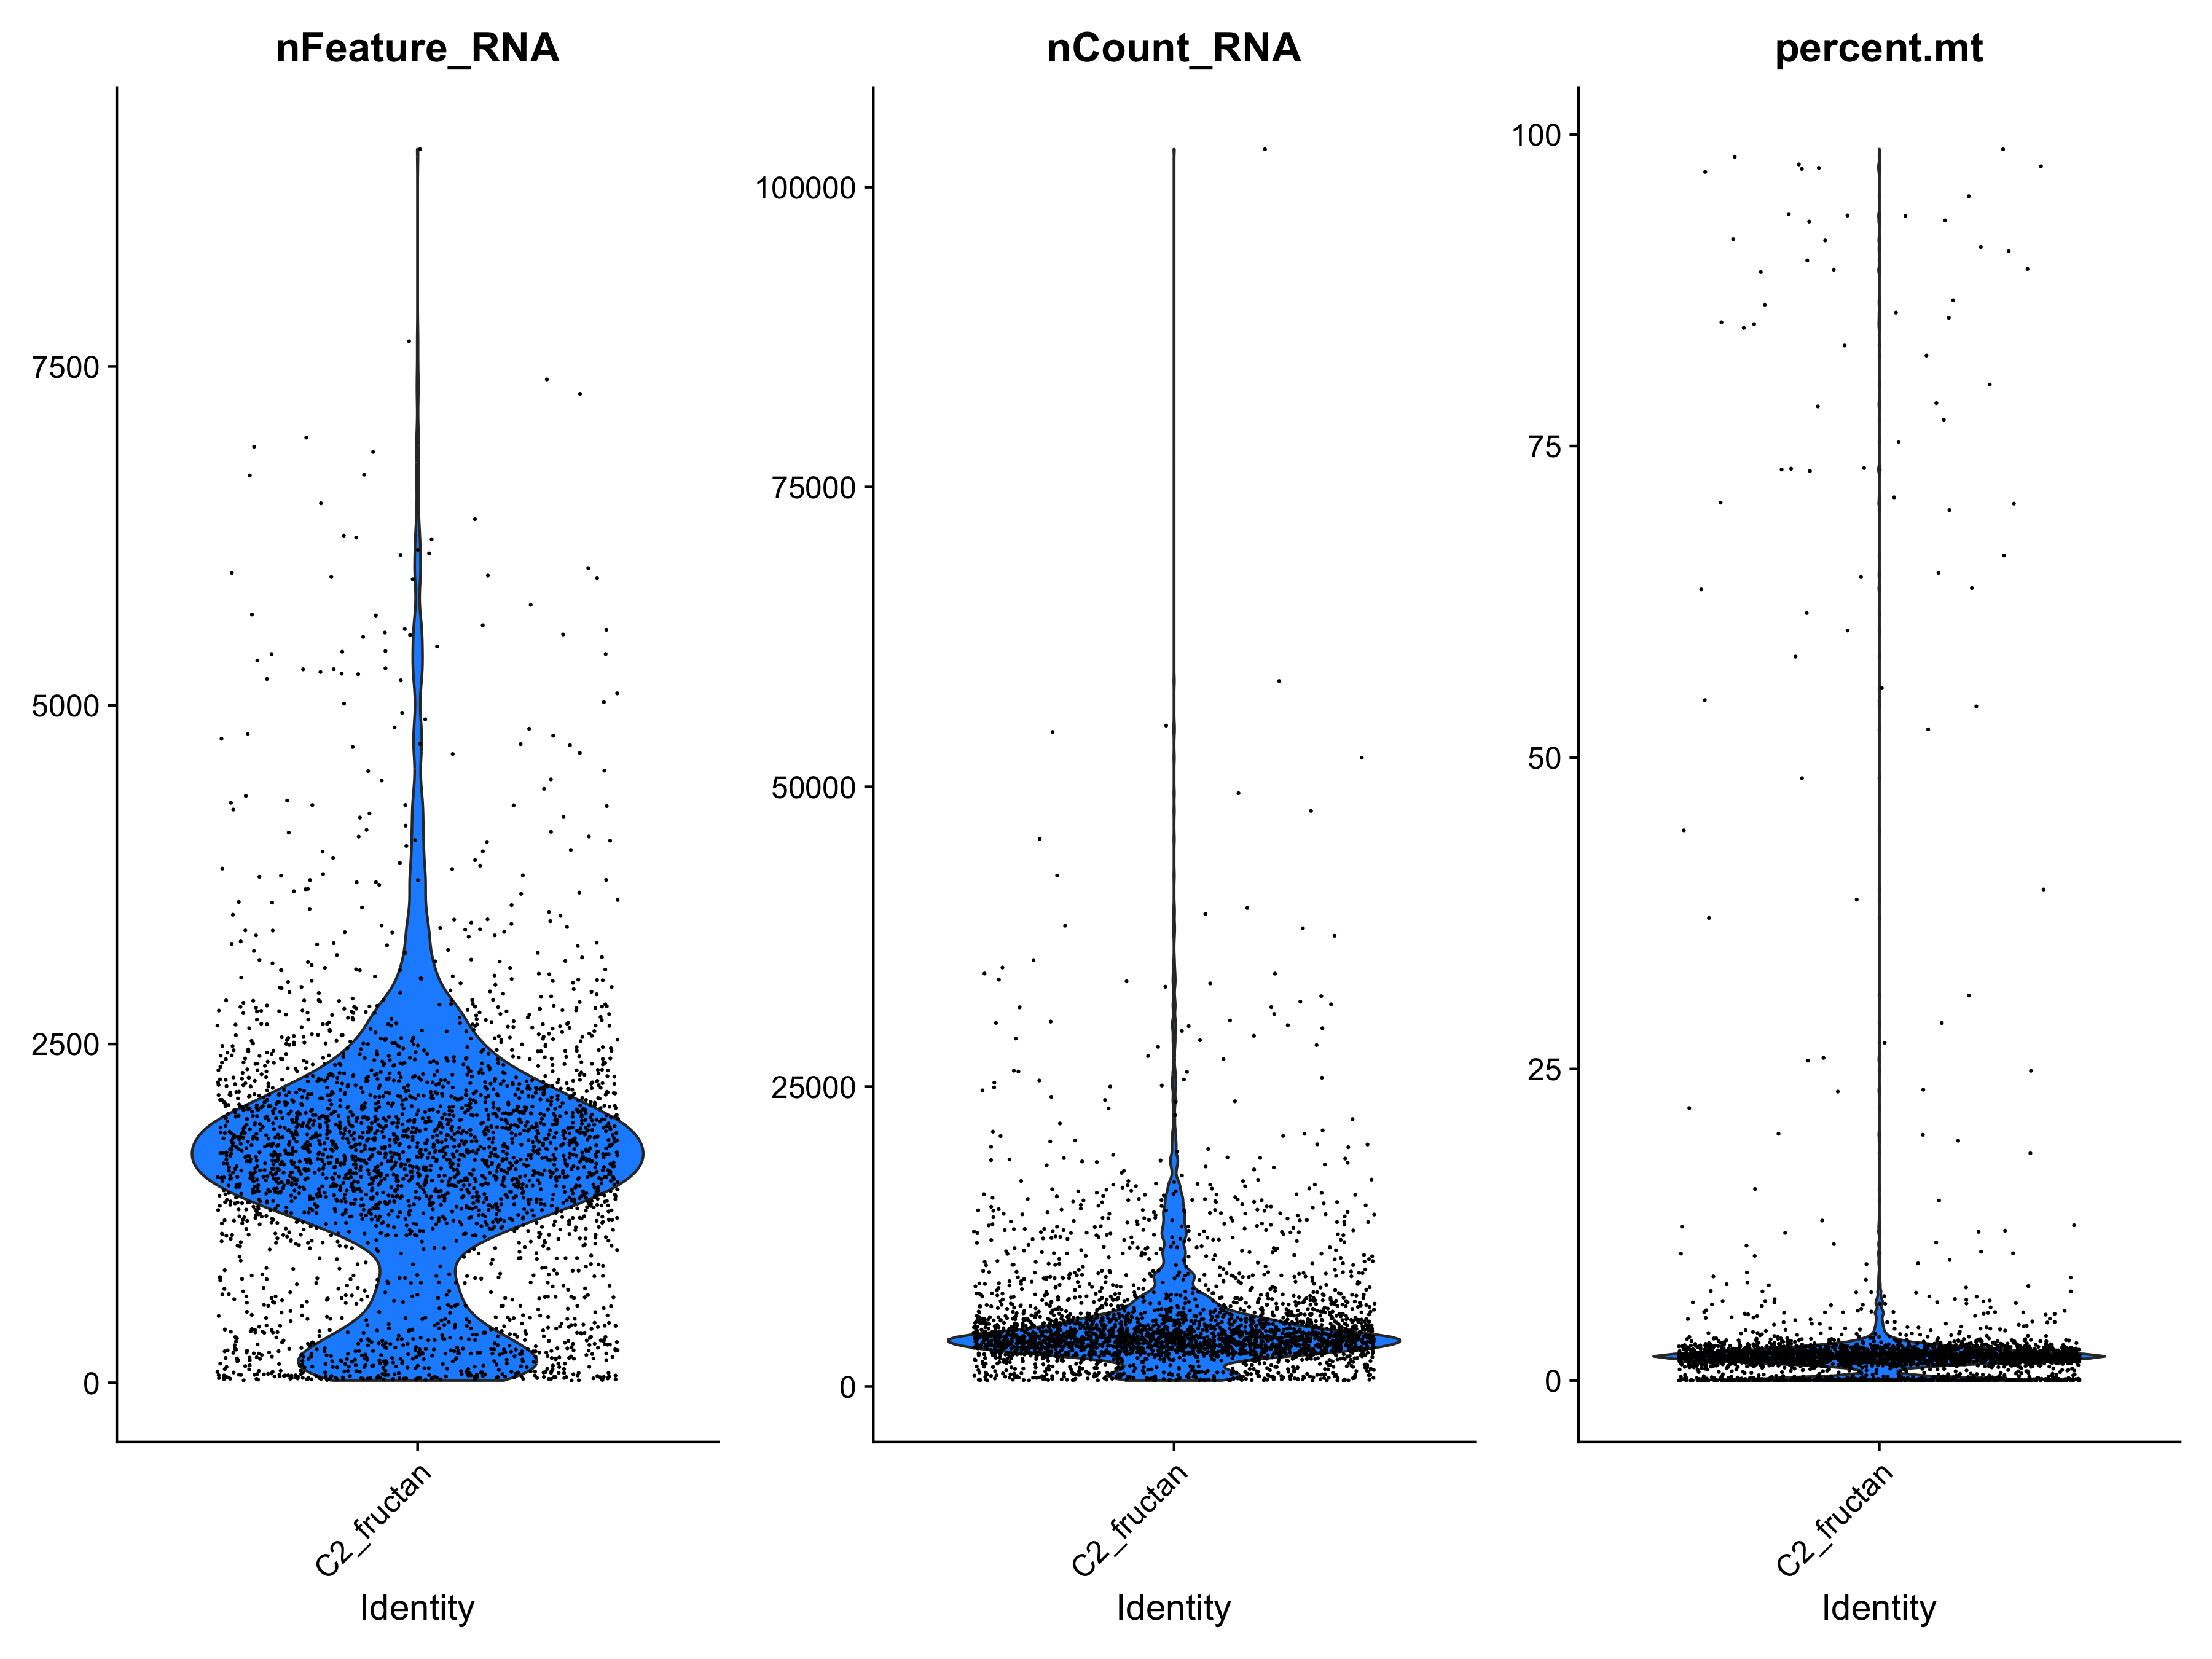 nFeature_RNA
7500
5000
2500
0
C2_fructan
Identity
nCount_RNA
100000
75000
50000
25000
0
C2_fructan
Identity
percent.mt
100
75
50
25
0
C2_fructan
Identity